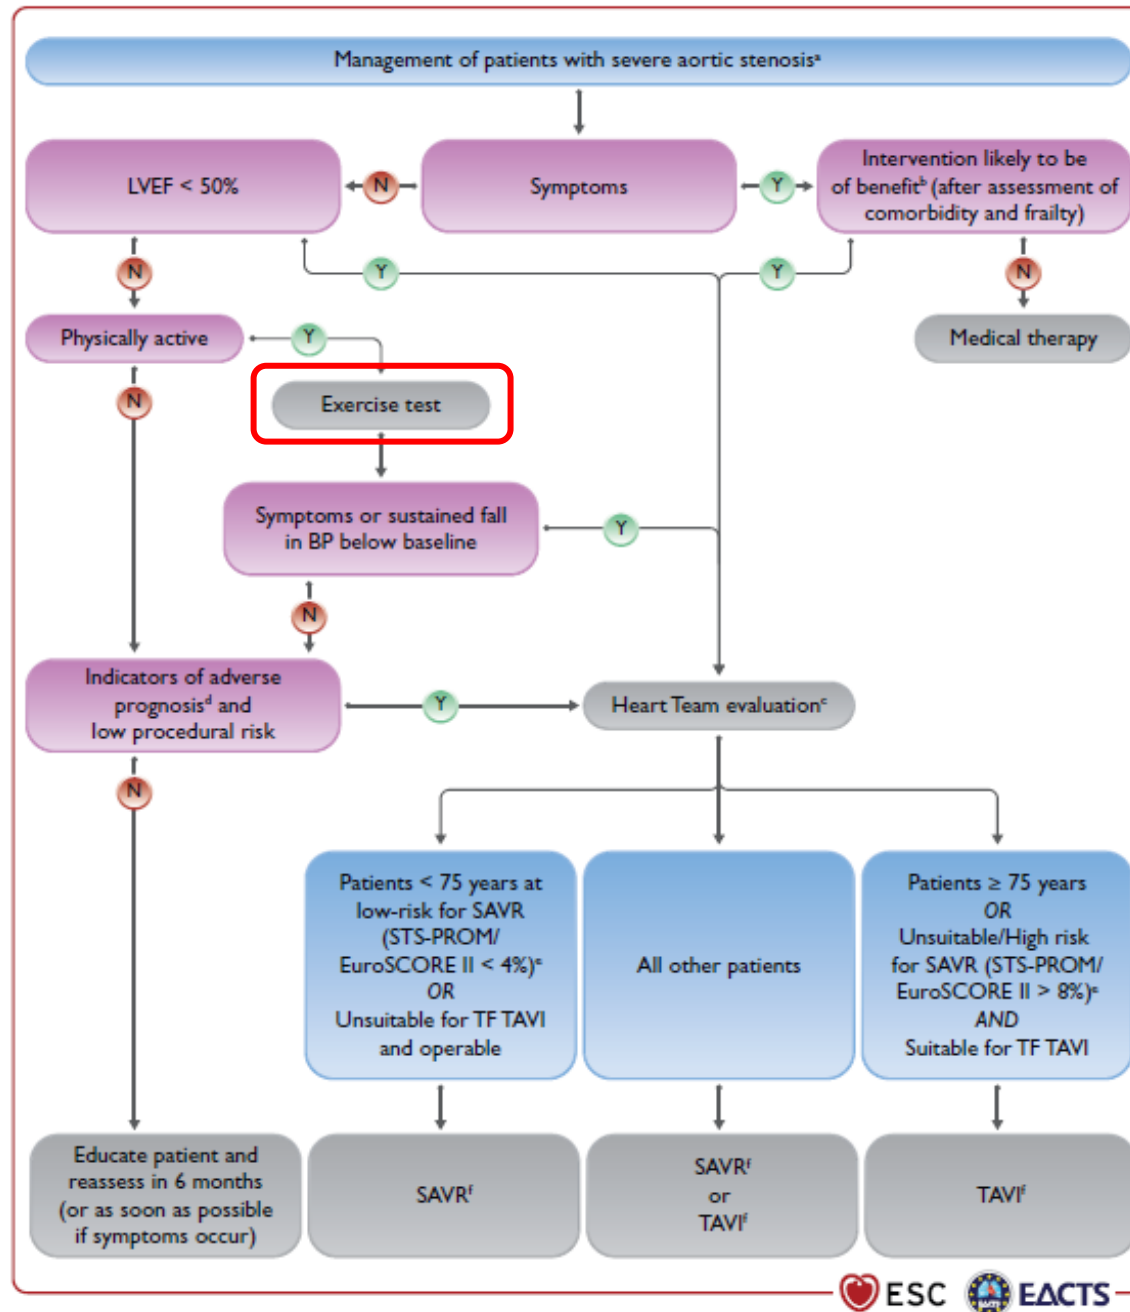 Management of patients with severe aortic stenosisᵃ
LVEF < 50%
N
Symptoms
Y
Intervention likely to be
of benefitᵇ (after assessment of
comorbidity and frailty)
N
Y
Y
N
Physically active
Y
Medical therapy
N
Exercise test
Symptoms or sustained fall
in BP below baseline
Y
N
Indicators of adverse
prognosisᵈ and
low procedural risk
Y
Heart Team evaluationᶜ
N
Patients < 75 years at
low-risk for SAVR
(STS-PROM/
EuroSCORE II < 4%)ᵉ
OR
Unsuitable for TF TAVI
and operable
All other patients
Patients ≥ 75 years
OR
Unsuitable/High risk
for SAVR (STS-PROM/
EuroSCORE II > 8%)ᵉ
AND
Suitable for TF TAVI
Educate patient and
reassess in 6 months
(or as soon as possible
if symptoms occur)
SAVRᶠ
SAVRᶠ
or
TAVIᶠ
TAVIᶠ
ESC
EACTS